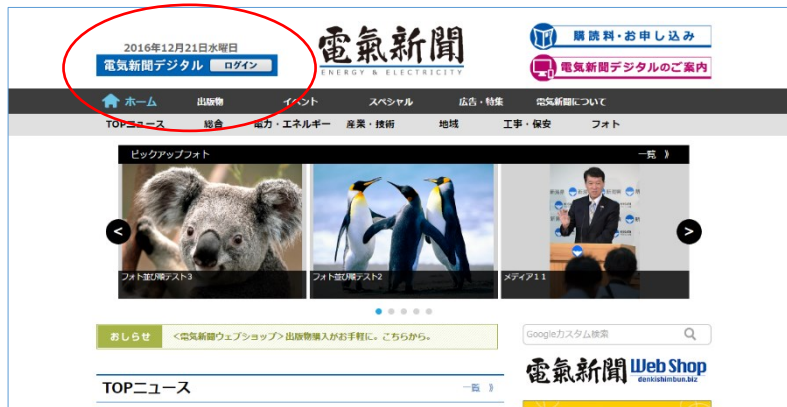 2016年12月21日水曜日
電気新聞デジタル ログイン
電氣新聞
ENERGY & ELECTRICITY
購読料・お申し込み
電気新聞デジタルのご案内
ホーム 出版物 イベント スペシャル 広告・特集 電気新聞について
TOPニュース 総合 電力・エネルギー 産業・技術 地域 工事・保安 フォト
ピックアップフォト 一覧 》
< >
フォト並び順テスト3 フォト並び順テスト2 メディア11
おしらせ <電気新聞ウェブショップ>出版物購入がお手軽に。こちらから。
Googleカスタム検索
電氣新聞 Web Shop
denkishimbun.biz
TOPニュース 一覧 》